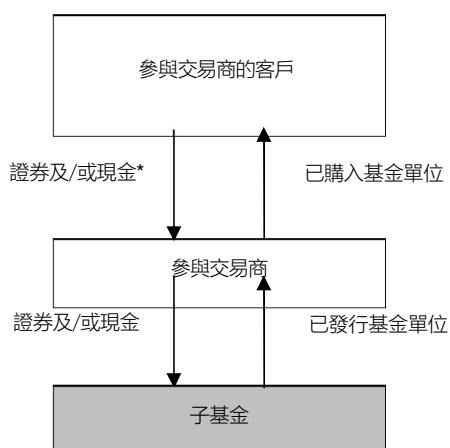 參與交易商的客戶
證券及/或現金* 已購入基金單位
參與交易商
證券及/或現金 已發行基金單位
子基金